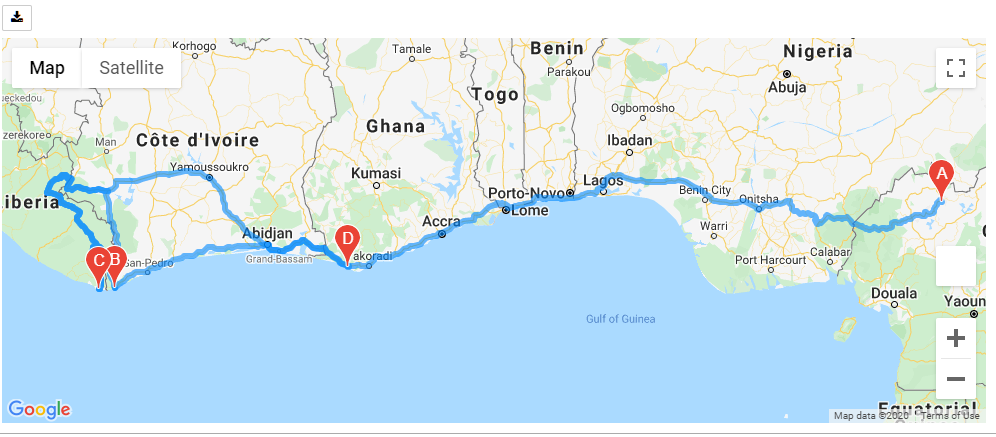 Korhogo
Tamale
Benin
Nigeria
Map
Satellite
Parakou
Abuja
ueckedou
Togo
Ogbomosho
zerekore
Man
Côte d'Ivoire
Ghana
Ibadan
Yamoussoukro
Kumasi
A
iberia
Porto-Novo
Lagos
Benin City
Onitsha
Lome
Accra
Warri
Abidjan
D
akoradi
Calabar
C
B
San-Pedro
Grand-Bassam
Port Harcourt
Douala
Yaoun
Gulf of Guinea
Google
Equatorial
Map data ©2020
Terms of Use